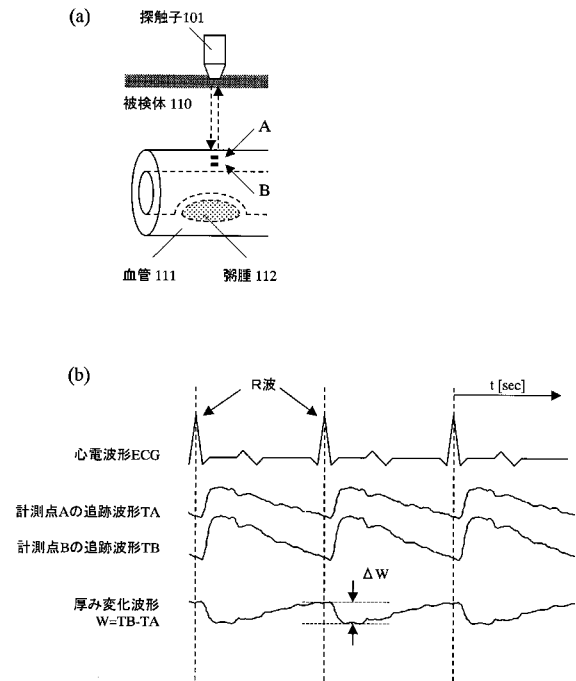 (a)
探触子101
被検体 110
A
B
血管 111
粥腫 112
(b)
R波
t [sec]
心電波形ECG
計測点Aの追跡波形TA
計測点Bの追跡波形TB
ΔW
厚み変化波形
W=TB-TA